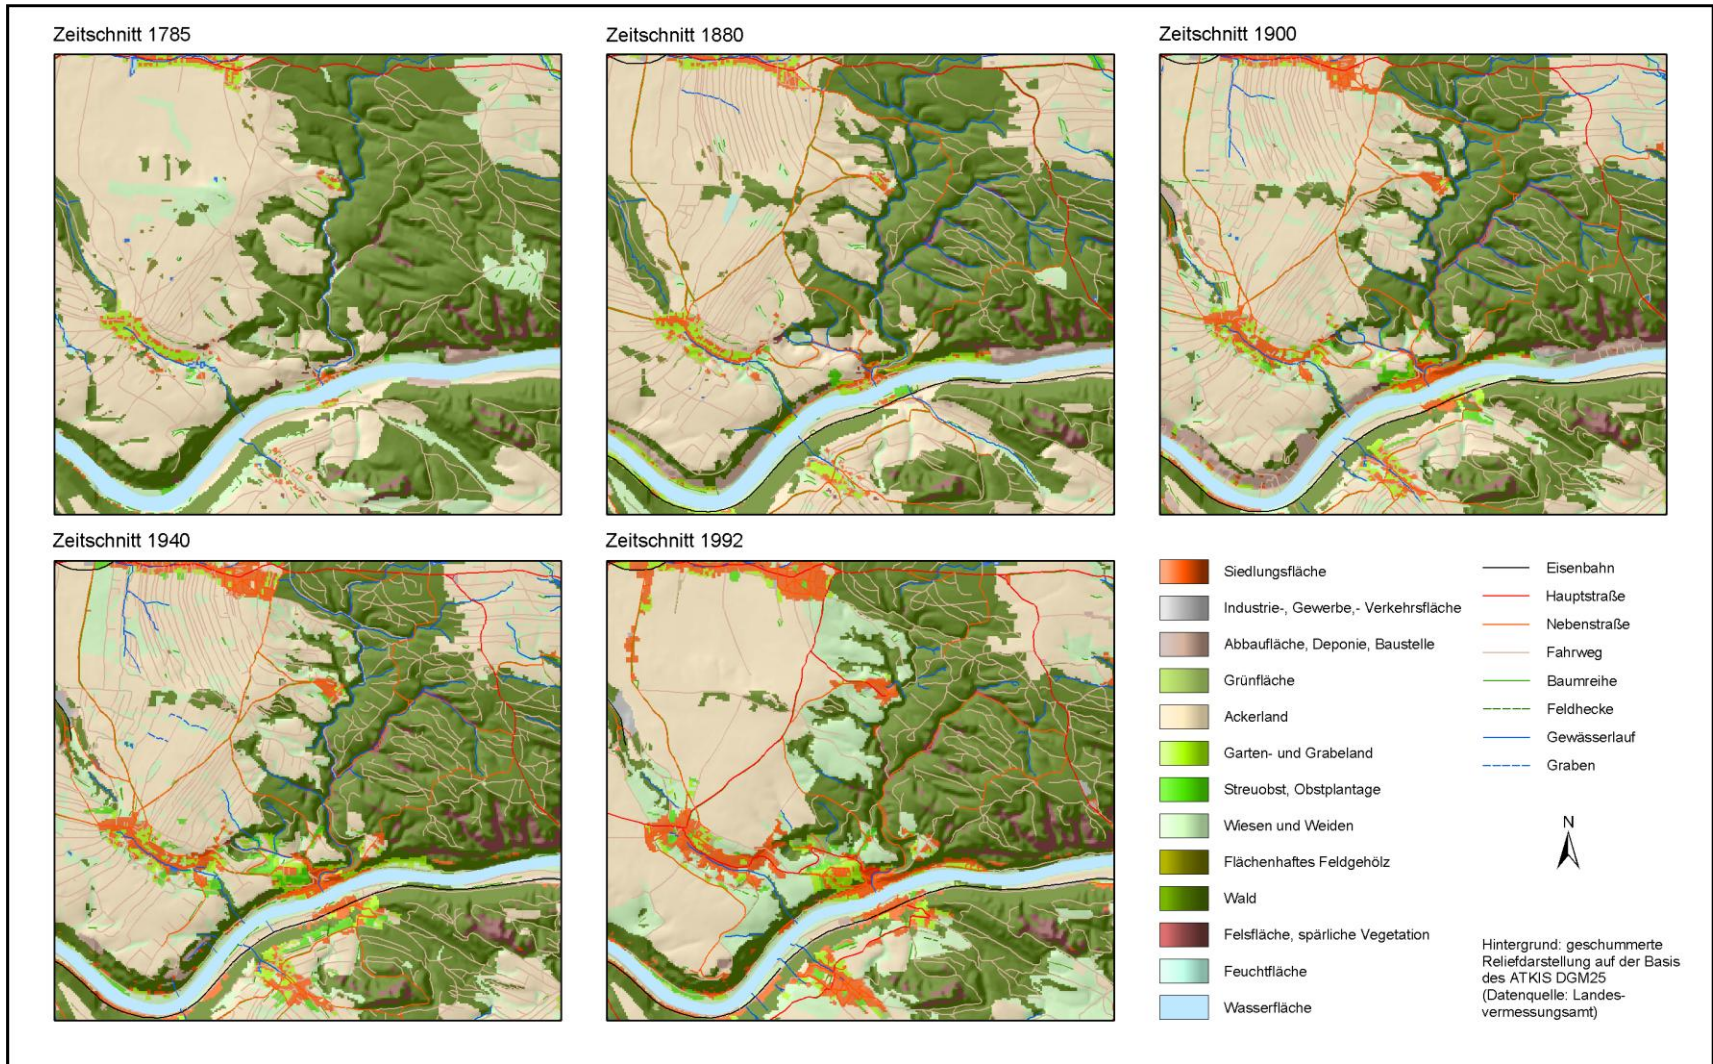 Zeitschnitt 1785
Zeitschnitt 1880
Zeitschnitt 1900
Zeitschnitt 1940
Zeitschnitt 1992
Siedlungsfläche
Industrie-, Gewerbe,- Verkehrsfläche
Abbaufläche, Deponie, Baustelle
Grünfläche
Ackerland
Garten- und Grabeland
Streuobst, Obstplantage
Wiesen und Weiden
Flächenhaftes Feldgehölz
Wald
Felsfläche, spärliche Vegetation
Feuchtfläche
Wasserfläche
Eisenbahn
Hauptstraße
Nebenstraße
Fahrweg
Baumreihe
Feldhecke
Gewässerlauf
Graben
N
Hintergrund: geschummerte
Reliefdarstellung auf der Basis
des ATKIS DGM25
(Datenquelle: Landes-
vermessungsamt)